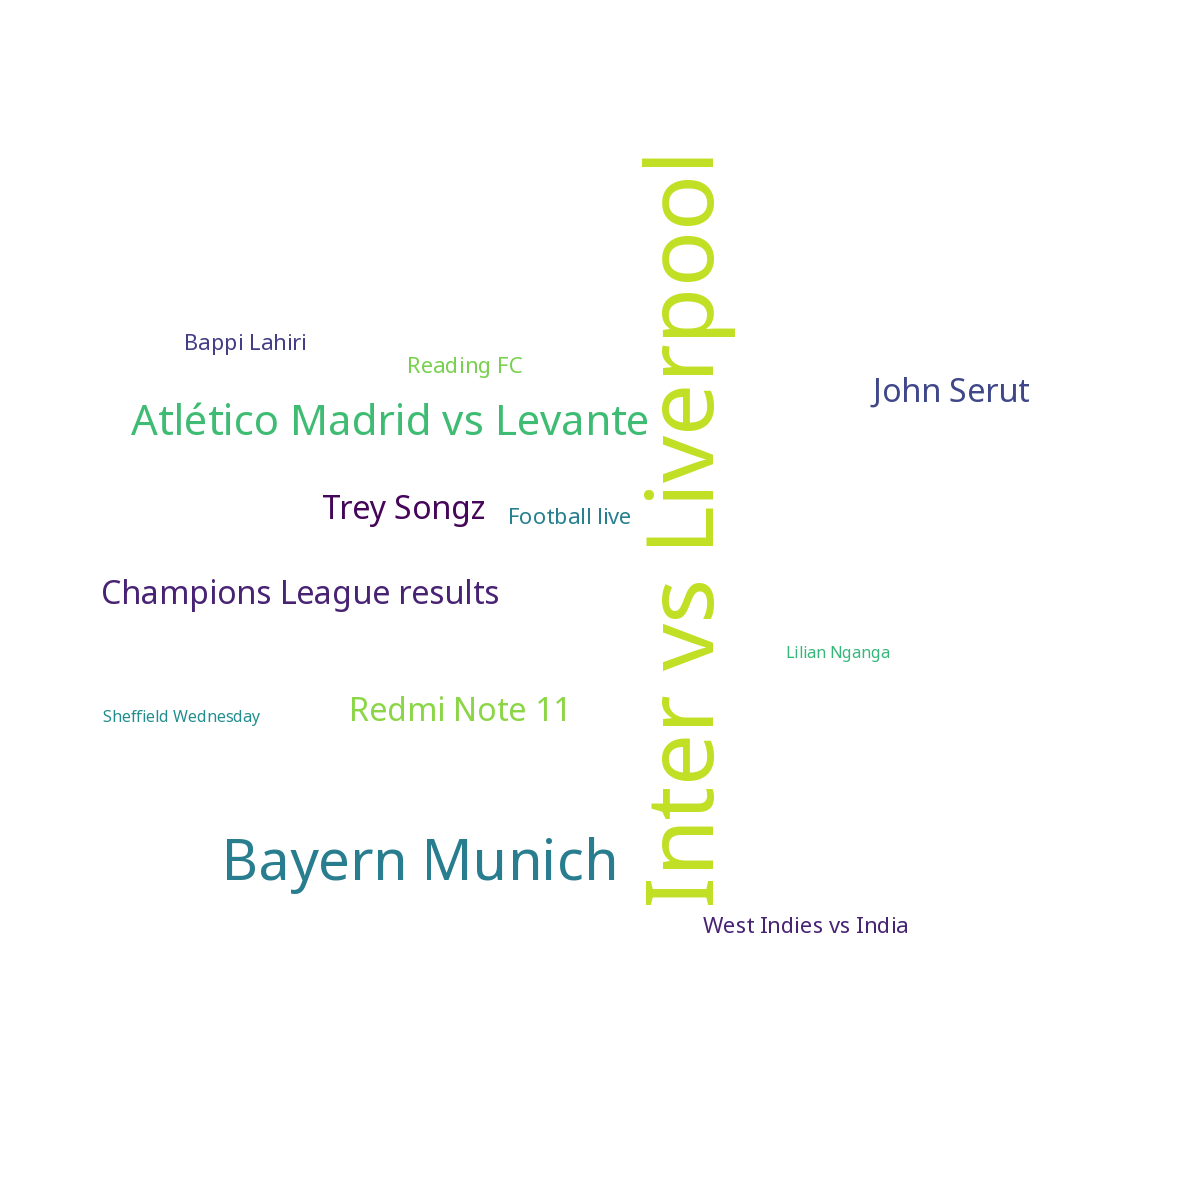 Inter vs Liverpool
Bappi Lahiri
Reading FC
John Serut
Atlético Madrid vs Levante
Trey Songz
Football live
Champions League results
Lilian Nganga
Redmi Note 11
Sheffield Wednesday
Bayern Munich
West Indies vs India